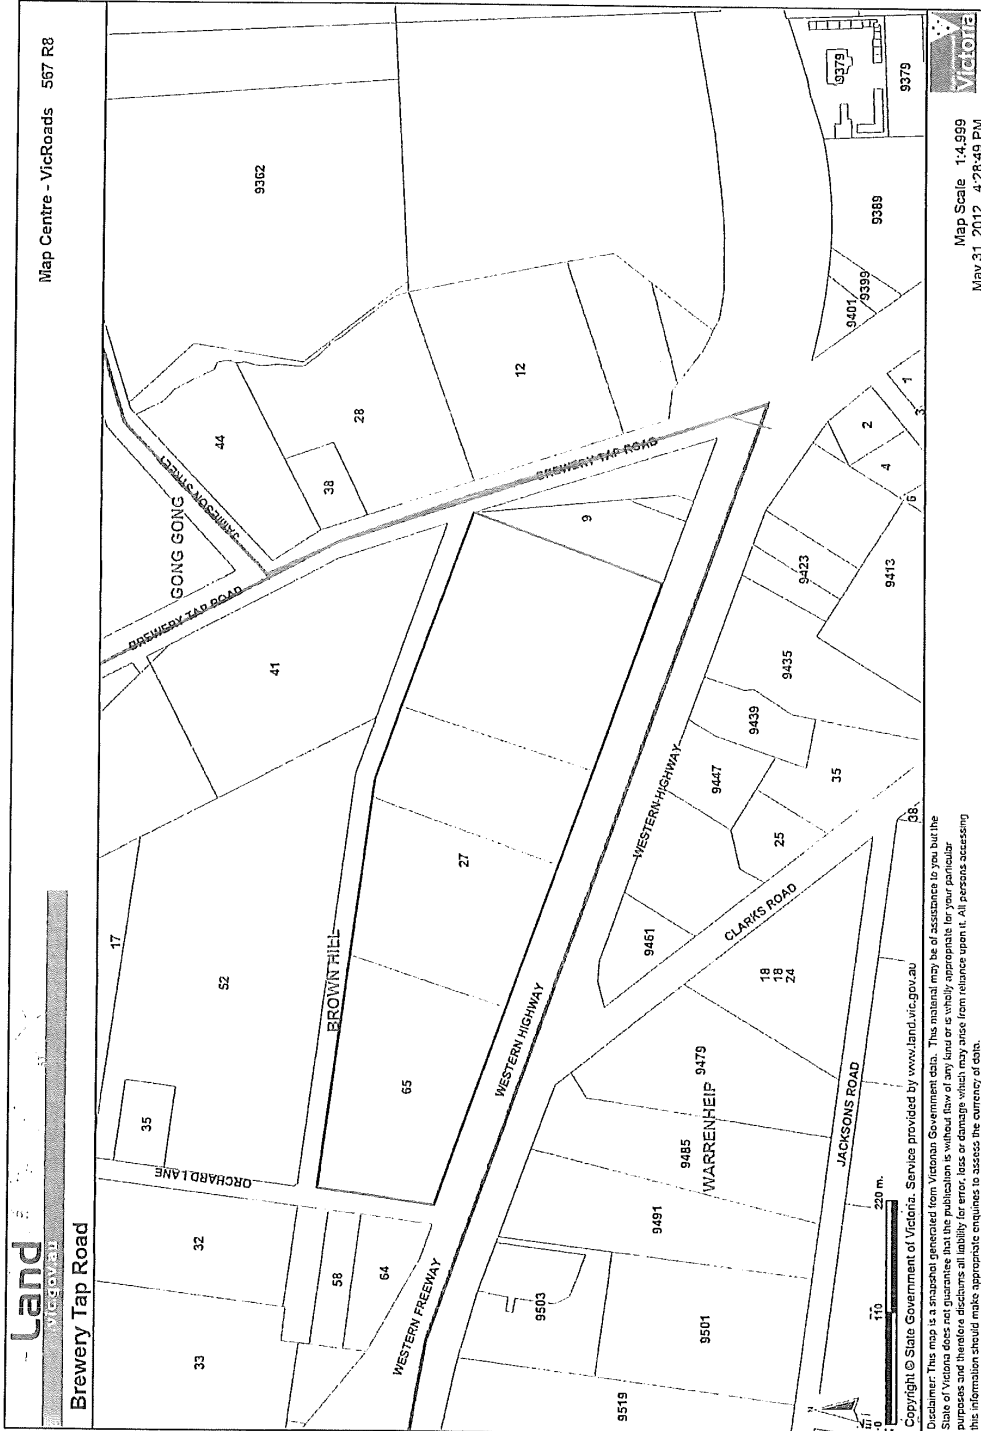 Land
vic.gov.au
Brewery Tap Road
Map Centre - VicRoads 567 R8
17
52
35
ORCHARD LANE
32
33
58
64
WESTERN FREEWAY
BROWN HILL
65
27
41
BREWERY TAP ROAD
GONG GONG
JAMIESON STREET
44
38
28
12
9362
BREWERY TAP ROAD
9
WESTERN HIGHWAY
WESTERN HIGHWAY
9379
9379
9389
9399
9401
1
3
2
4
6
9413
9423
9435
9439
9447
35
25
38
9461
CLARKS ROAD
18
18
24
JACKSONS ROAD
9479
WARRENHEIP
9485
9491
9503
9501
9519
0
110
220 m.
Copyright © State Government of Victoria. Service provided by www.land.vic.gov.au
Disclaimer: This map is a snapshot generated from Victorian Government data. This material may be of assistance to you but the
State of Victoria does not guarantee that the publication is without flaw of any kind or is wholly appropriate for your particular
purposes and therefore disclaims all liability for error, loss or damage which may arise from reliance upon it. All persons accessing
this information should make appropriate enquiries to assess the currency of data.
Map Scale 1:4,999
May 31, 2012 4:28:49 PM
Victoria